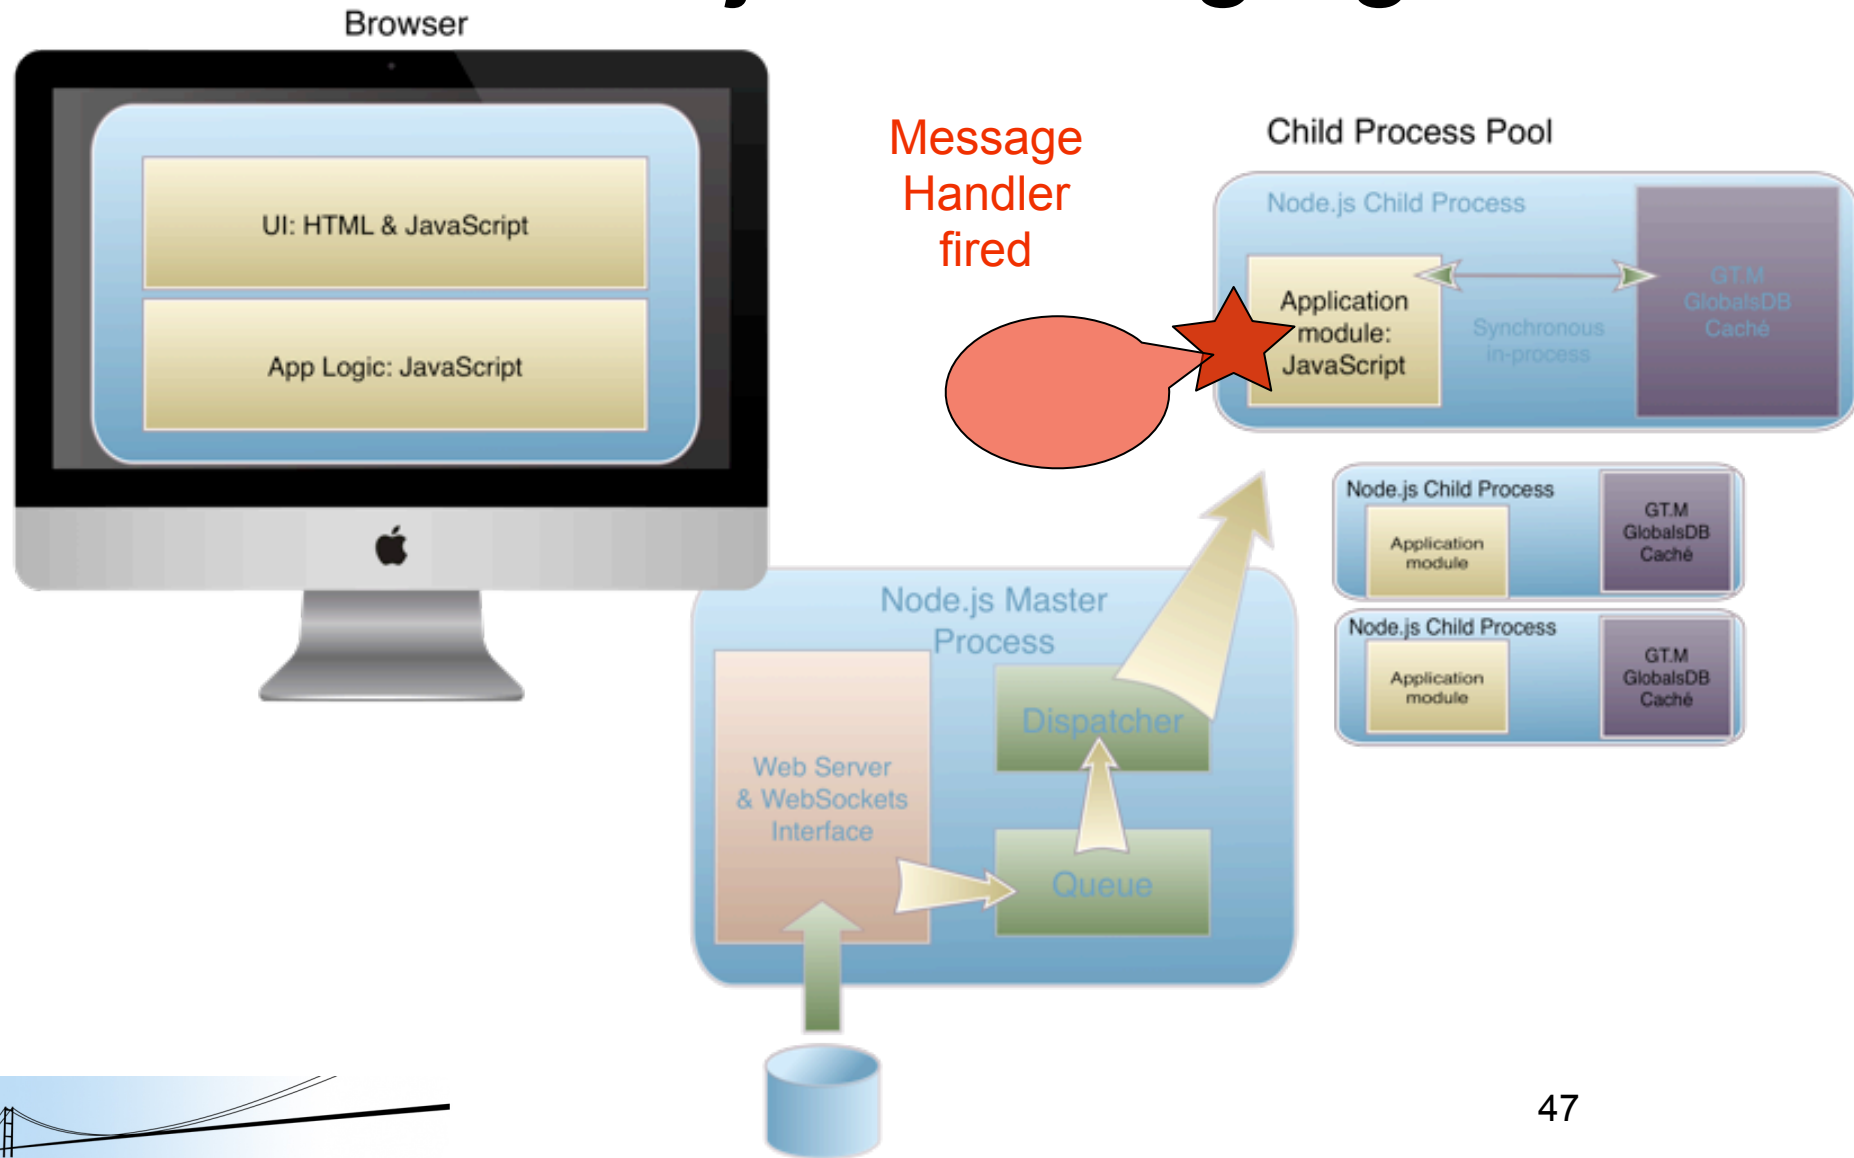 Browser
UI: HTML & JavaScript
App Logic: JavaScript
Message
Handler
fired
Child Process Pool
Node.js Child Process
Application
module:
JavaScript
Synchronous
in-process
GT.M
GlobalsDB
Caché
Node.js Child Process
Application
module
GT.M
GlobalsDB
Caché
Node.js Child Process
Application
module
GT.M
GlobalsDB
Caché
Node.js Master
Process
Web Server
& WebSockets
Interface
Dispatcher
Queue
47